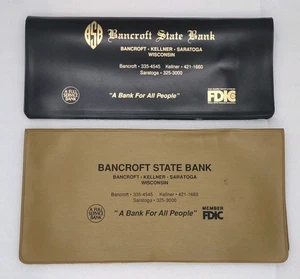 BSB Bancroft State Bank
BANCROFT - KELLNER - SARATOGA
WISCONSIN
Bancroft • 335-4545 Kellner • 421-1680
Saratoga • 325-3000
"A Bank For All People"
A FULL
SERVICE
BANK
FDIC
BANCROFT STATE BANK
BANCROFT - KELLNER - SARATOGA
WISCONSIN
Bancroft • 335-4545 Kellner • 421-1680
Saratoga • 325-3000
"A Bank For All People"
A FULL
SERVICE
BANK
MEMBER
FDIC